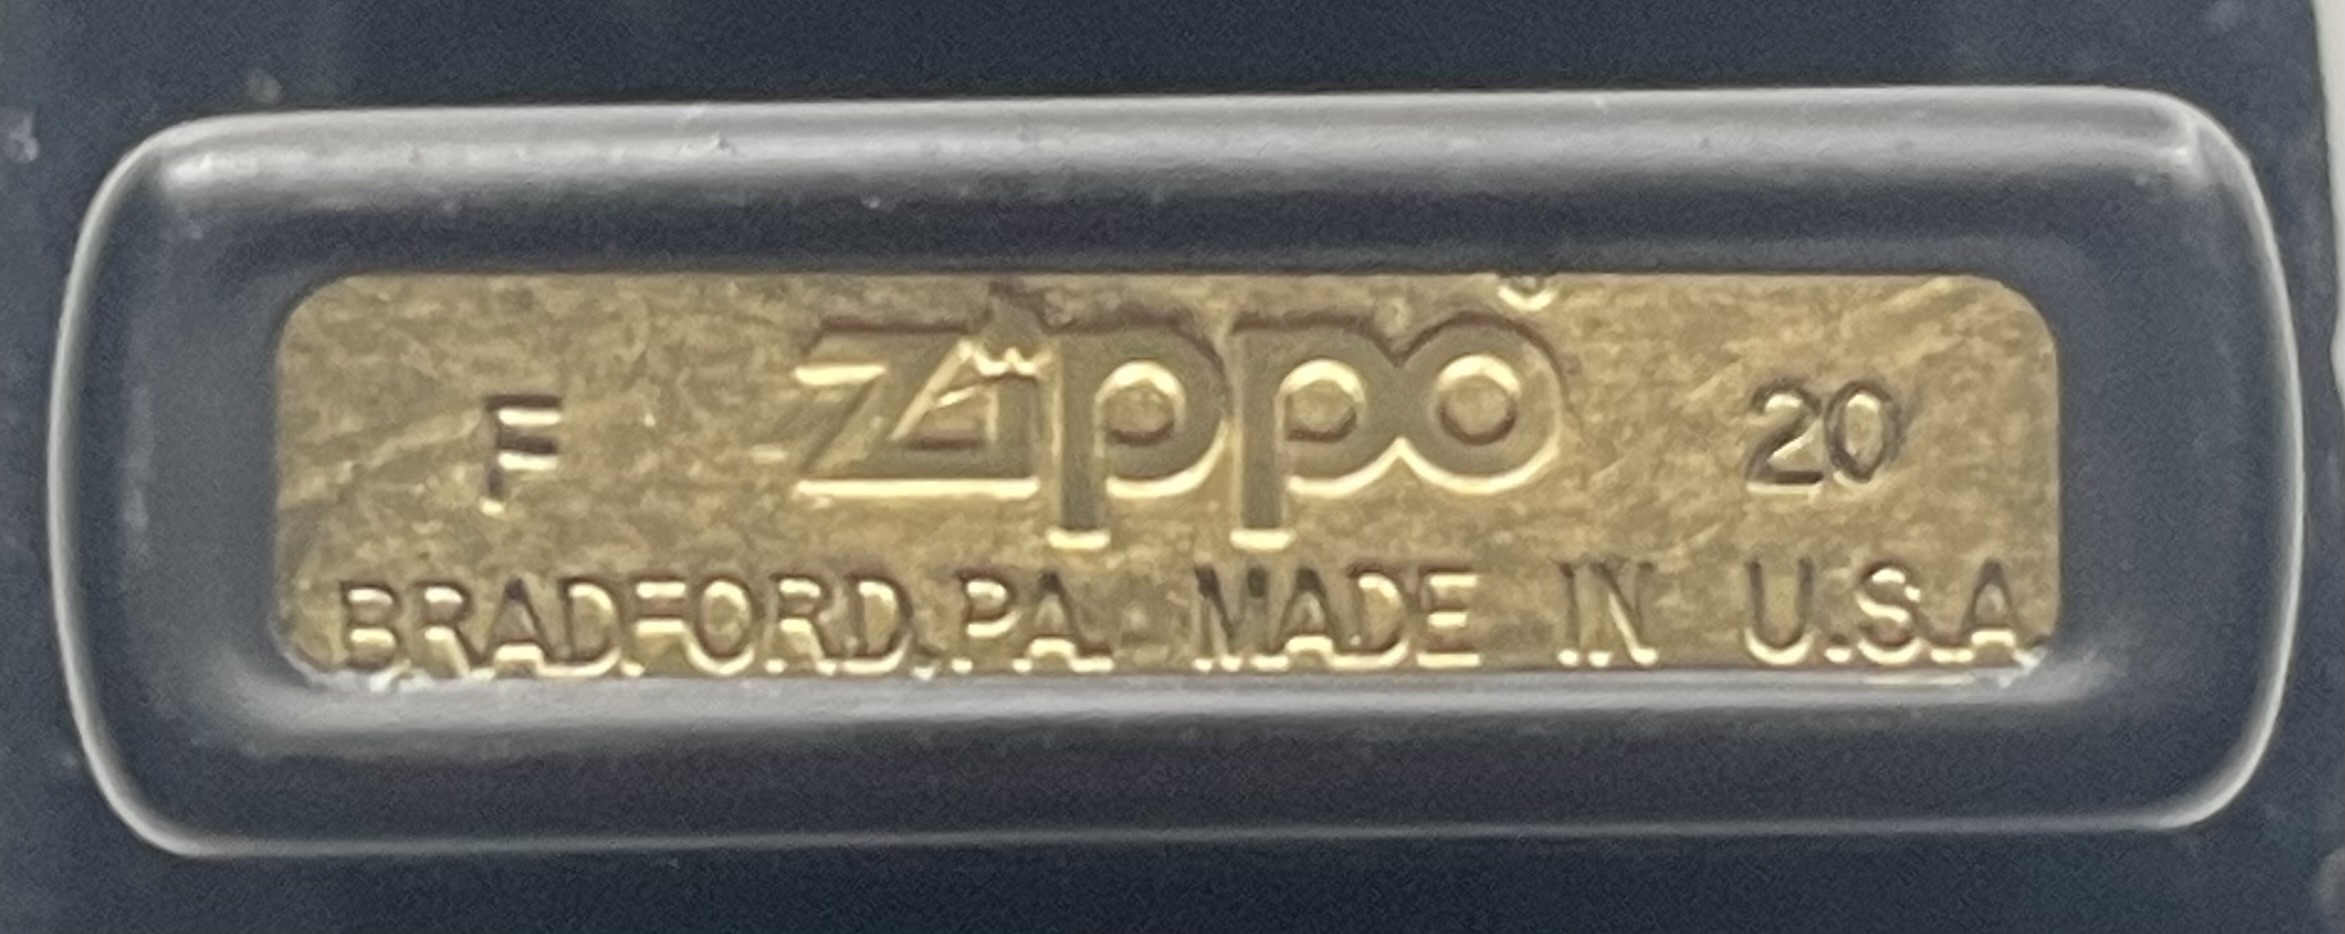 F Zippo 20
BRADFORD, PA. MADE IN U.S.A.